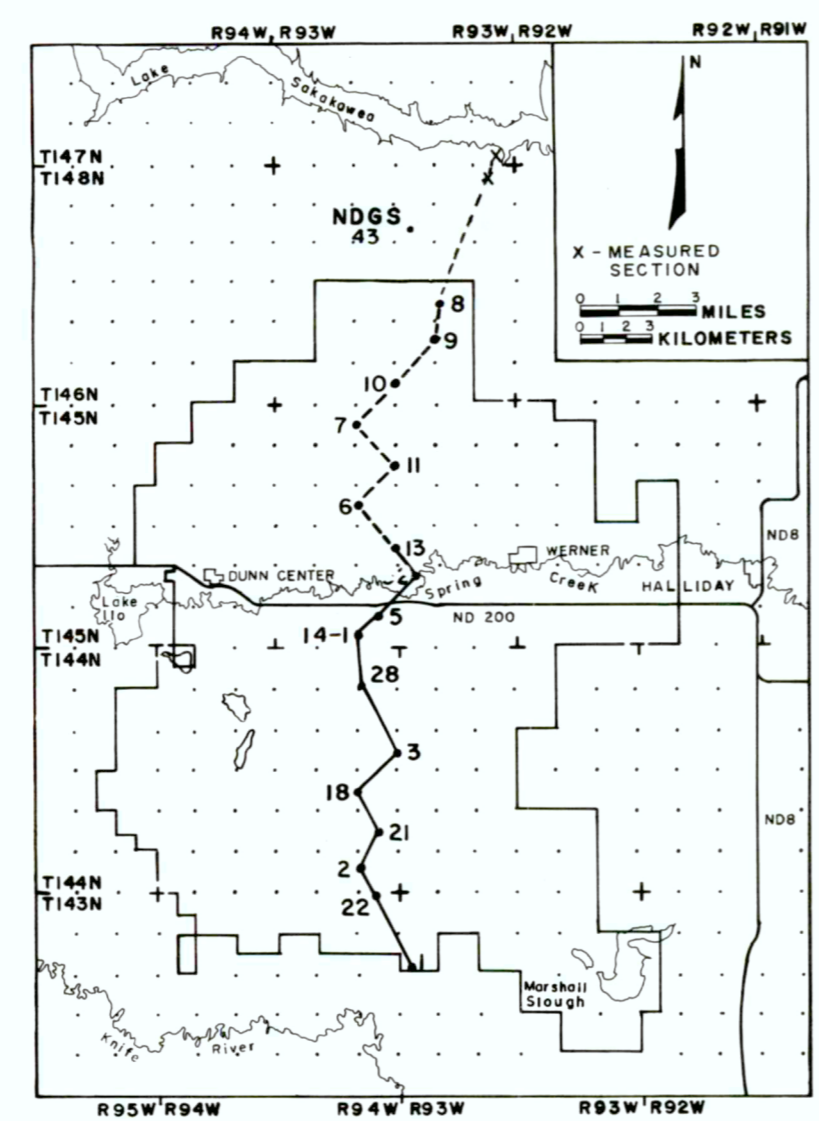 R94W R93W
R93W R92W
R92W R91W
Lake
Sakakawea
N
T147N
T148N
NDGS
43
X - MEASURED
SECTION
0 1 2 3
MILES
0 1 2 3
KILOMETERS
8
9
10
T146N
T145N
7
11
6
13
ND8
WERNER
DUNN CENTER
Spring
Creek
HALLIDAY
Lake
Ilo
5
ND 200
14-1
T145N
T144N
28
3
18
21
ND8
2
T144N
T143N
22
1
Marshall
Slough
Knife
River
R95W R94W
R94W R93W
R93W R92W